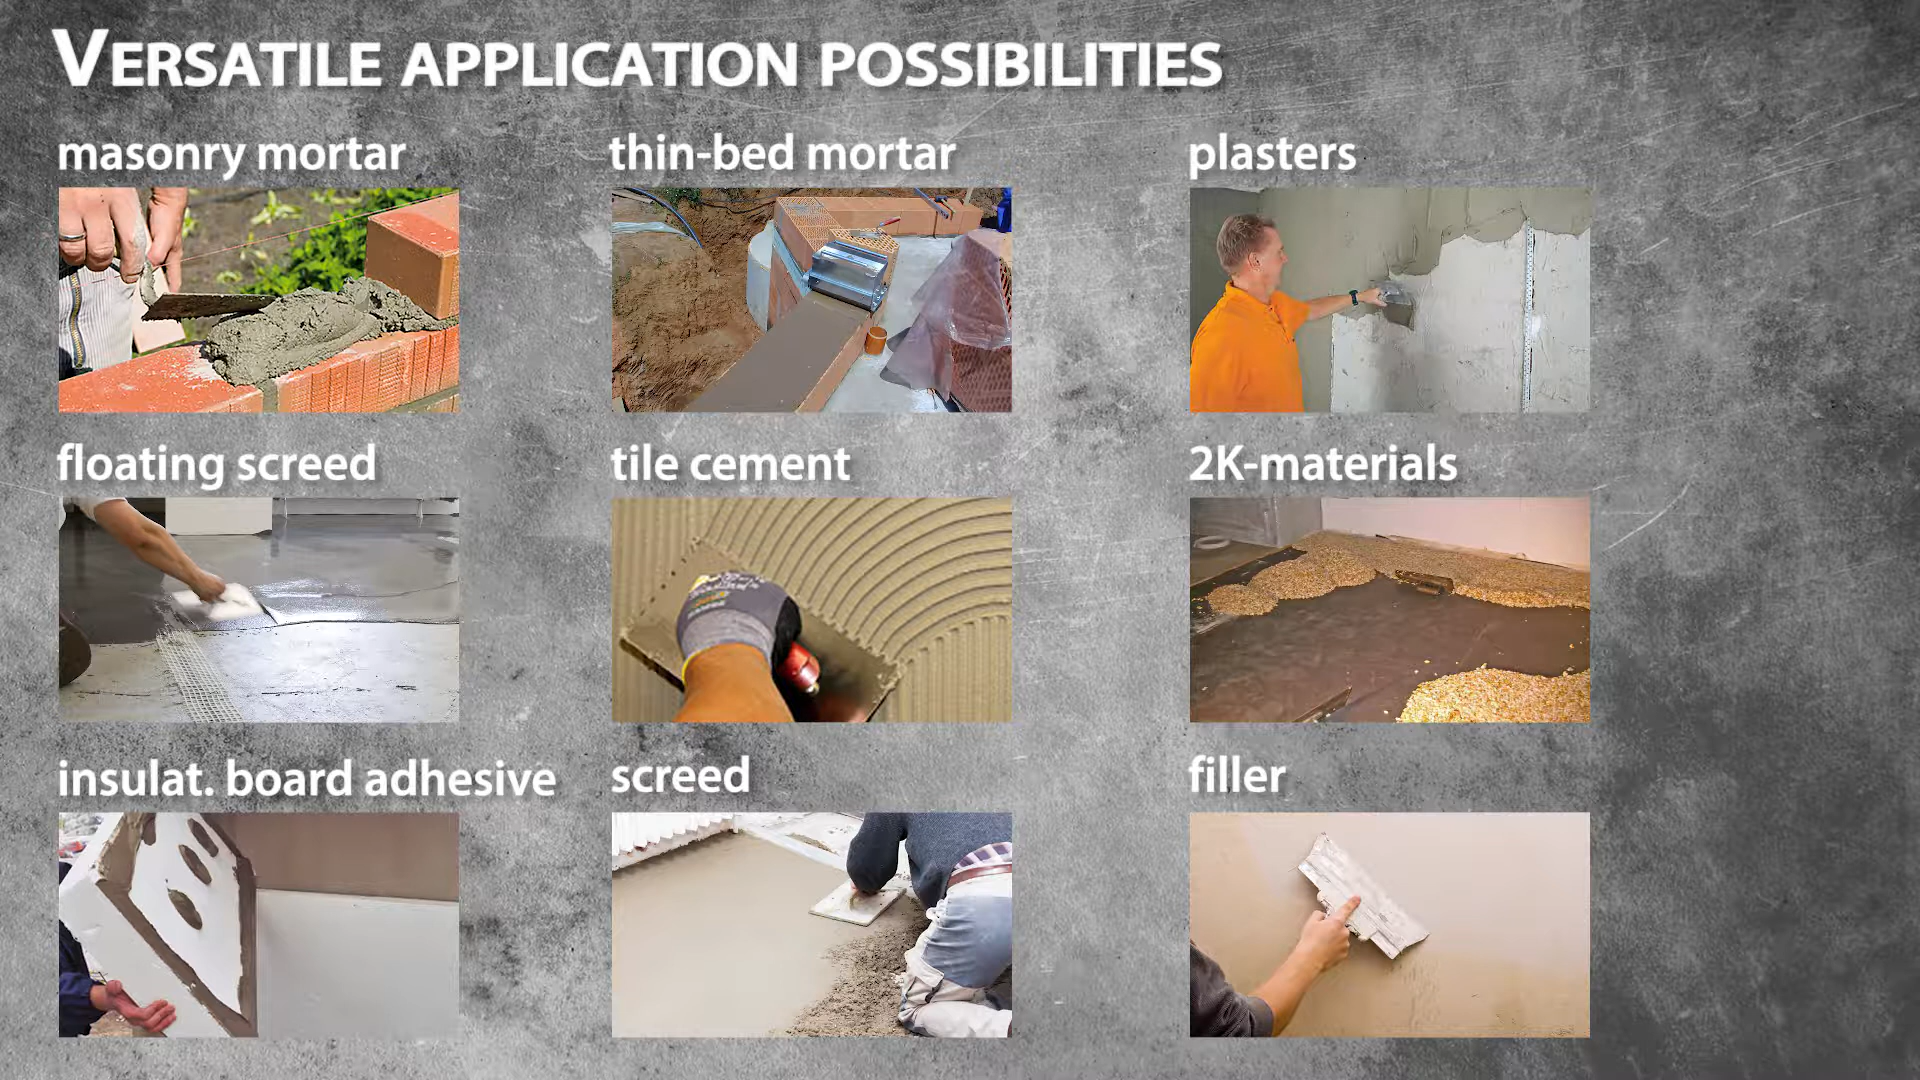 VERSATILE APPLICATION POSSIBILITIES
masonry mortar
thin-bed mortar
plasters
floating screed
tile cement
2K-materials
insulat. board adhesive
screed
filler